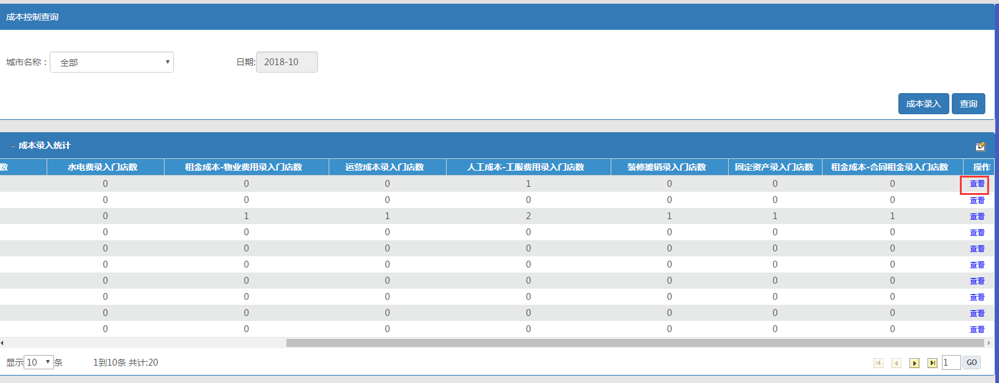 成本控制查询
城市名称： 全部 日期: 2018-10
成本录入 查询
成本录入统计
数 水电费录入门店数 租金成本-物业费用录入门店数 运营成本录入门店数 人工成本-工服费用录入门店数 装修摊销录入门店数 固定资产录入门店数 租金成本-合同租金录入门店数 操作
0 0 0 1 0 0 0 查看
0 0 0 0 0 0 0 查看
0 1 1 2 1 1 1 查看
0 0 0 0 0 0 0 查看
0 0 0 0 0 0 0 查看
0 0 0 0 0 0 0 查看
0 0 0 0 0 0 0 查看
0 0 0 0 0 0 0 查看
0 0 0 0 0 0 0 查看
0 0 0 0 0 0 0 查看
显示 10 条 1到10条 共计:20 1 GO